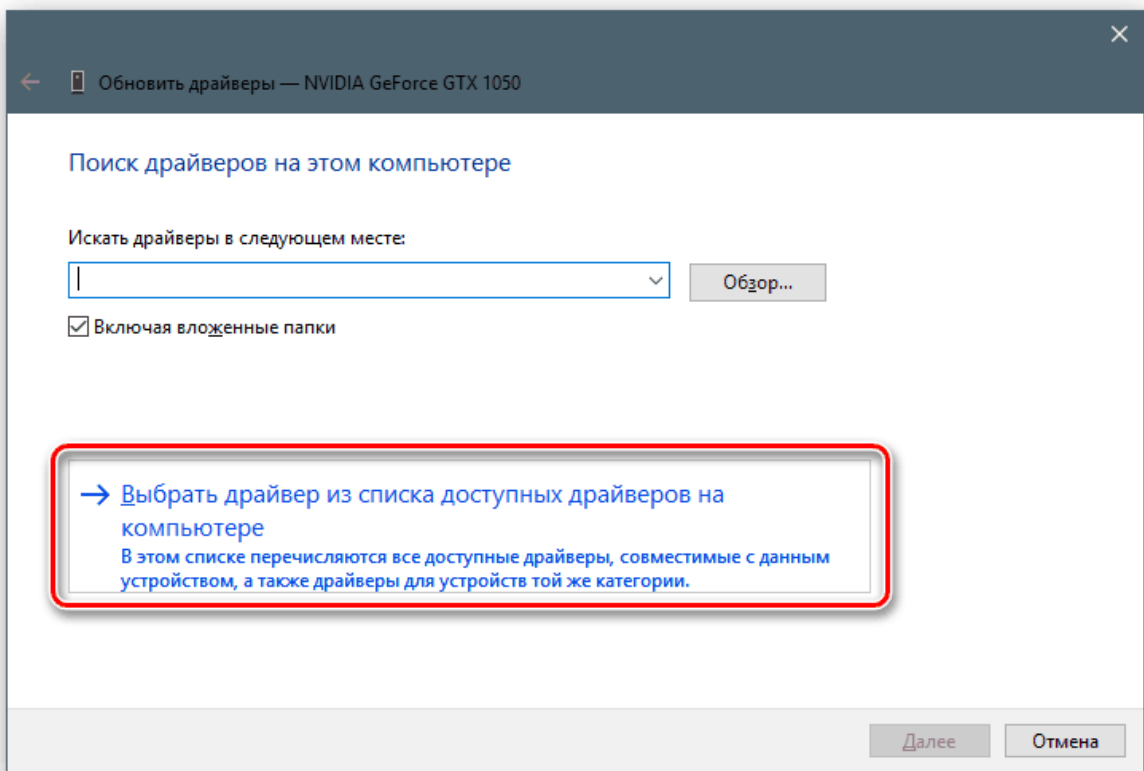 Обновить драйверы — NVIDIA GeForce GTX 1050
Поиск драйверов на этом компьютере
Искать драйверы в следующем месте:
Обзор...
Включая вложенные папки
Выбрать драйвер из списка доступных драйверов на
компьютере
В этом списке перечисляются все доступные драйверы, совместимые с данным
устройством, а также драйверы для устройств той же категории.
Далее
Отмена